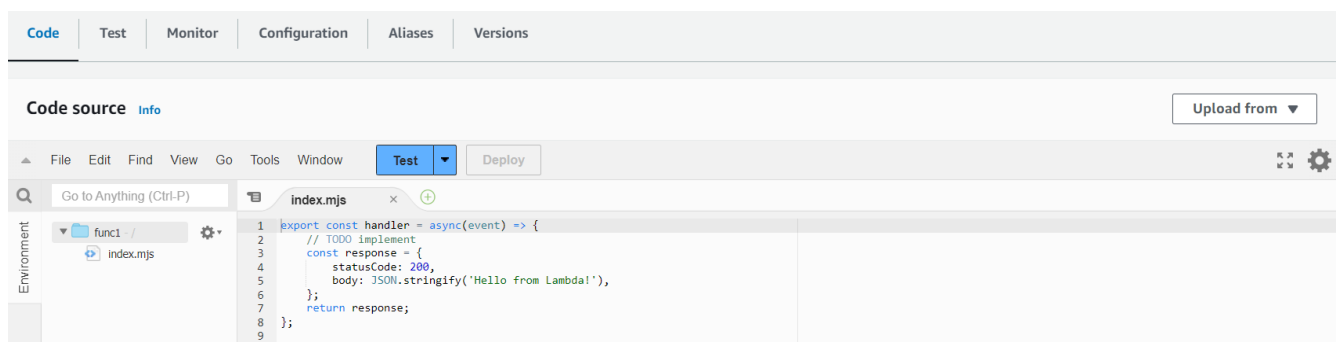 Code Test Monitor Configuration Aliases Versions
Code source Info
Upload from
File Edit Find View Go Tools Window Test Deploy
Go to Anything (Ctrl-P)
index.mjs
Environment
func1 - /
index.mjs
1 export const handler = async(event) => {
2 // TODO implement
3 const response = {
4 statusCode: 200,
5 body: JSON.stringify('Hello from Lambda!'),
6 };
7 return response;
8 };
9